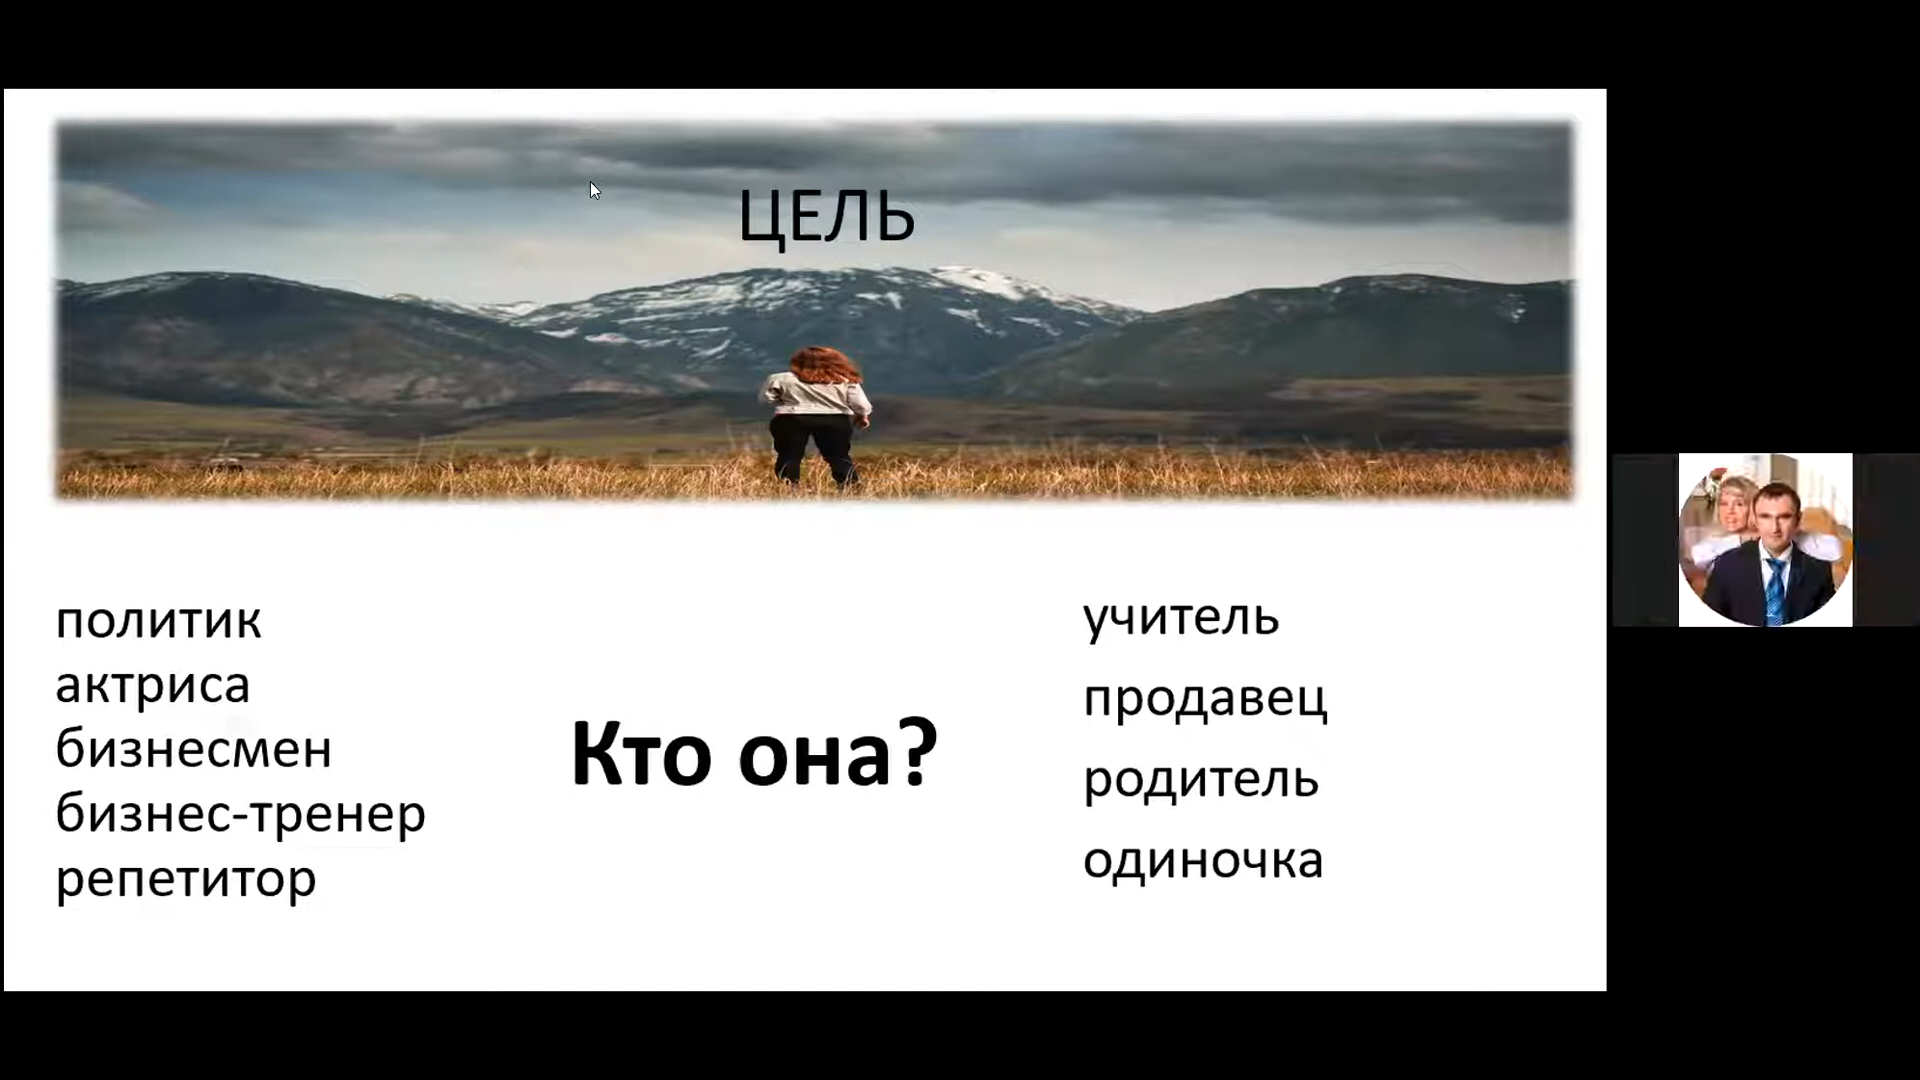 ЦЕЛЬ
политик
актриса
бизнесмен
бизнес-тренер
репетитор
Кто она?
учитель
продавец
родитель
одиночка